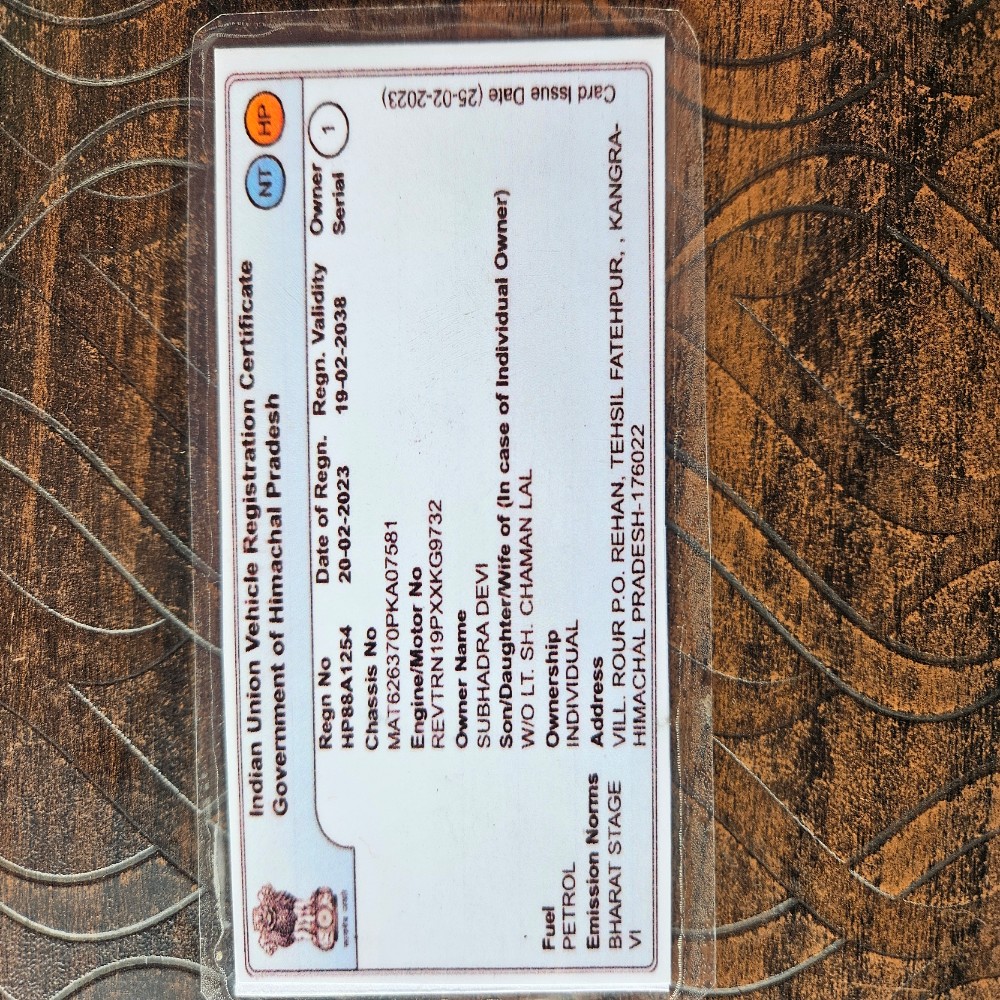 Indian Union Vehicle Registration Certificate
Government of Himachal Pradesh
NT HP
Regn No Date of Regn. Regn. Validity Owner Serial 1
HP88A1254 20-02-2023 19-02-2038
Chassis No
MAT626370PKA07581
Engine/Motor No
REVTRN19PXXKG9732
Owner Name
SUBHADRA DEVI
Son/Daughter/Wife of (In case of Individual Owner)
W/O LT. SH. CHAMAN LAL
Ownership
INDIVIDUAL
Address
VILL. ROUR P.O. REHAN, TEHSIL FATEHPUR, , KANGRA-
HIMACHAL PRADESH-176022
Fuel
PETROL
Emission Norms
BHARAT STAGE
VI
Card Issue Date (25-02-2023)